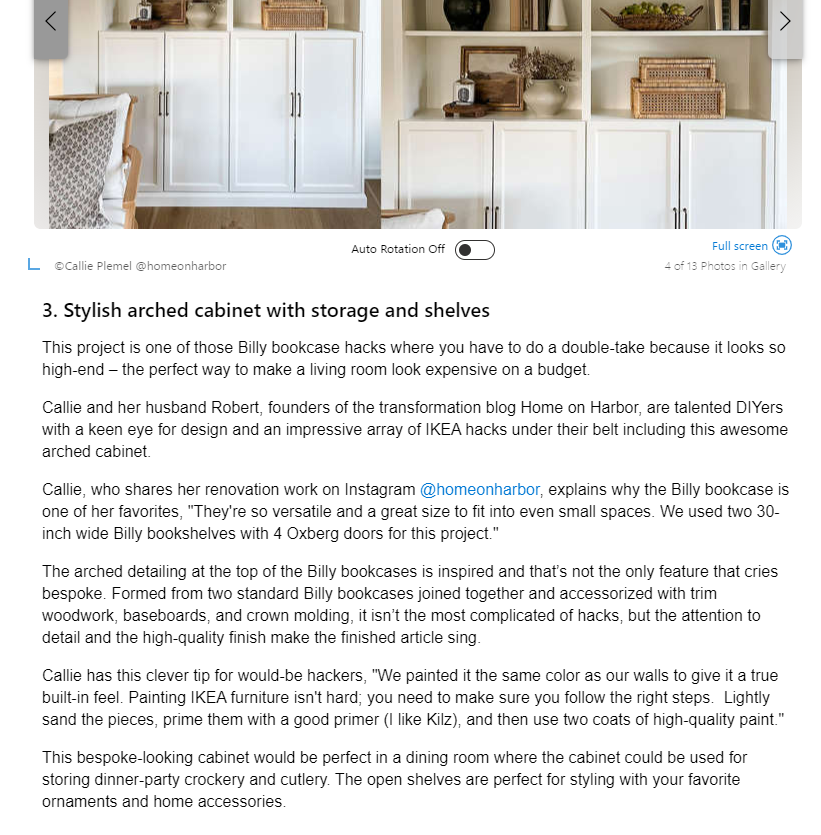 Auto Rotation Off
Full screen
©Callie Plemel @homeonharbor
4 of 13 Photos in Gallery
3. Stylish arched cabinet with storage and shelves
This project is one of those Billy bookcase hacks where you have to do a double-take because it looks so
high-end – the perfect way to make a living room look expensive on a budget.
Callie and her husband Robert, founders of the transformation blog Home on Harbor, are talented DIYers
with a keen eye for design and an impressive array of IKEA hacks under their belt including this awesome
arched cabinet.
Callie, who shares her renovation work on Instagram @homeonharbor, explains why the Billy bookcase is
one of her favorites, "They're so versatile and a great size to fit into even small spaces. We used two 30-
inch wide Billy bookshelves with 4 Oxberg doors for this project."
The arched detailing at the top of the Billy bookcases is inspired and that’s not the only feature that cries
bespoke. Formed from two standard Billy bookcases joined together and accessorized with trim
woodwork, baseboards, and crown molding, it isn’t the most complicated of hacks, but the attention to
detail and the high-quality finish make the finished article sing.
Callie has this clever tip for would-be hackers, "We painted it the same color as our walls to give it a true
built-in feel. Painting IKEA furniture isn't hard; you need to make sure you follow the right steps.  Lightly
sand the pieces, prime them with a good primer (I like Kilz), and then use two coats of high-quality paint."
This bespoke-looking cabinet would be perfect in a dining room where the cabinet could be used for
storing dinner-party crockery and cutlery. The open shelves are perfect for styling with your favorite
ornaments and home accessories.